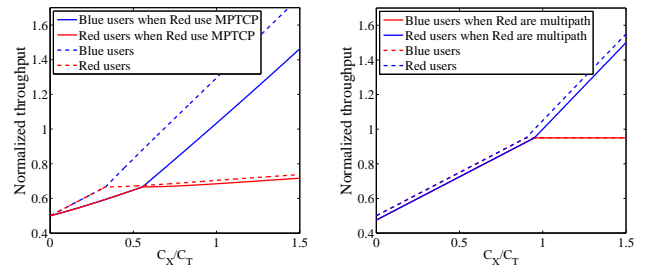 Blue users when Red use MPTCP
Red users when Red use MPTCP
Blue users
Red users
Normalized throughput
1.6
1.4
1.2
1
0.8
0.6
0.4
0
0.5
1
1.5
C_X/C_T
Blue users when Red are multipath
Red users when Red are multipath
Blue users
Red users
Normalized throughput
1.6
1.4
1.2
1
0.8
0.6
0.4
0
0.5
1
1.5
C_X/C_T